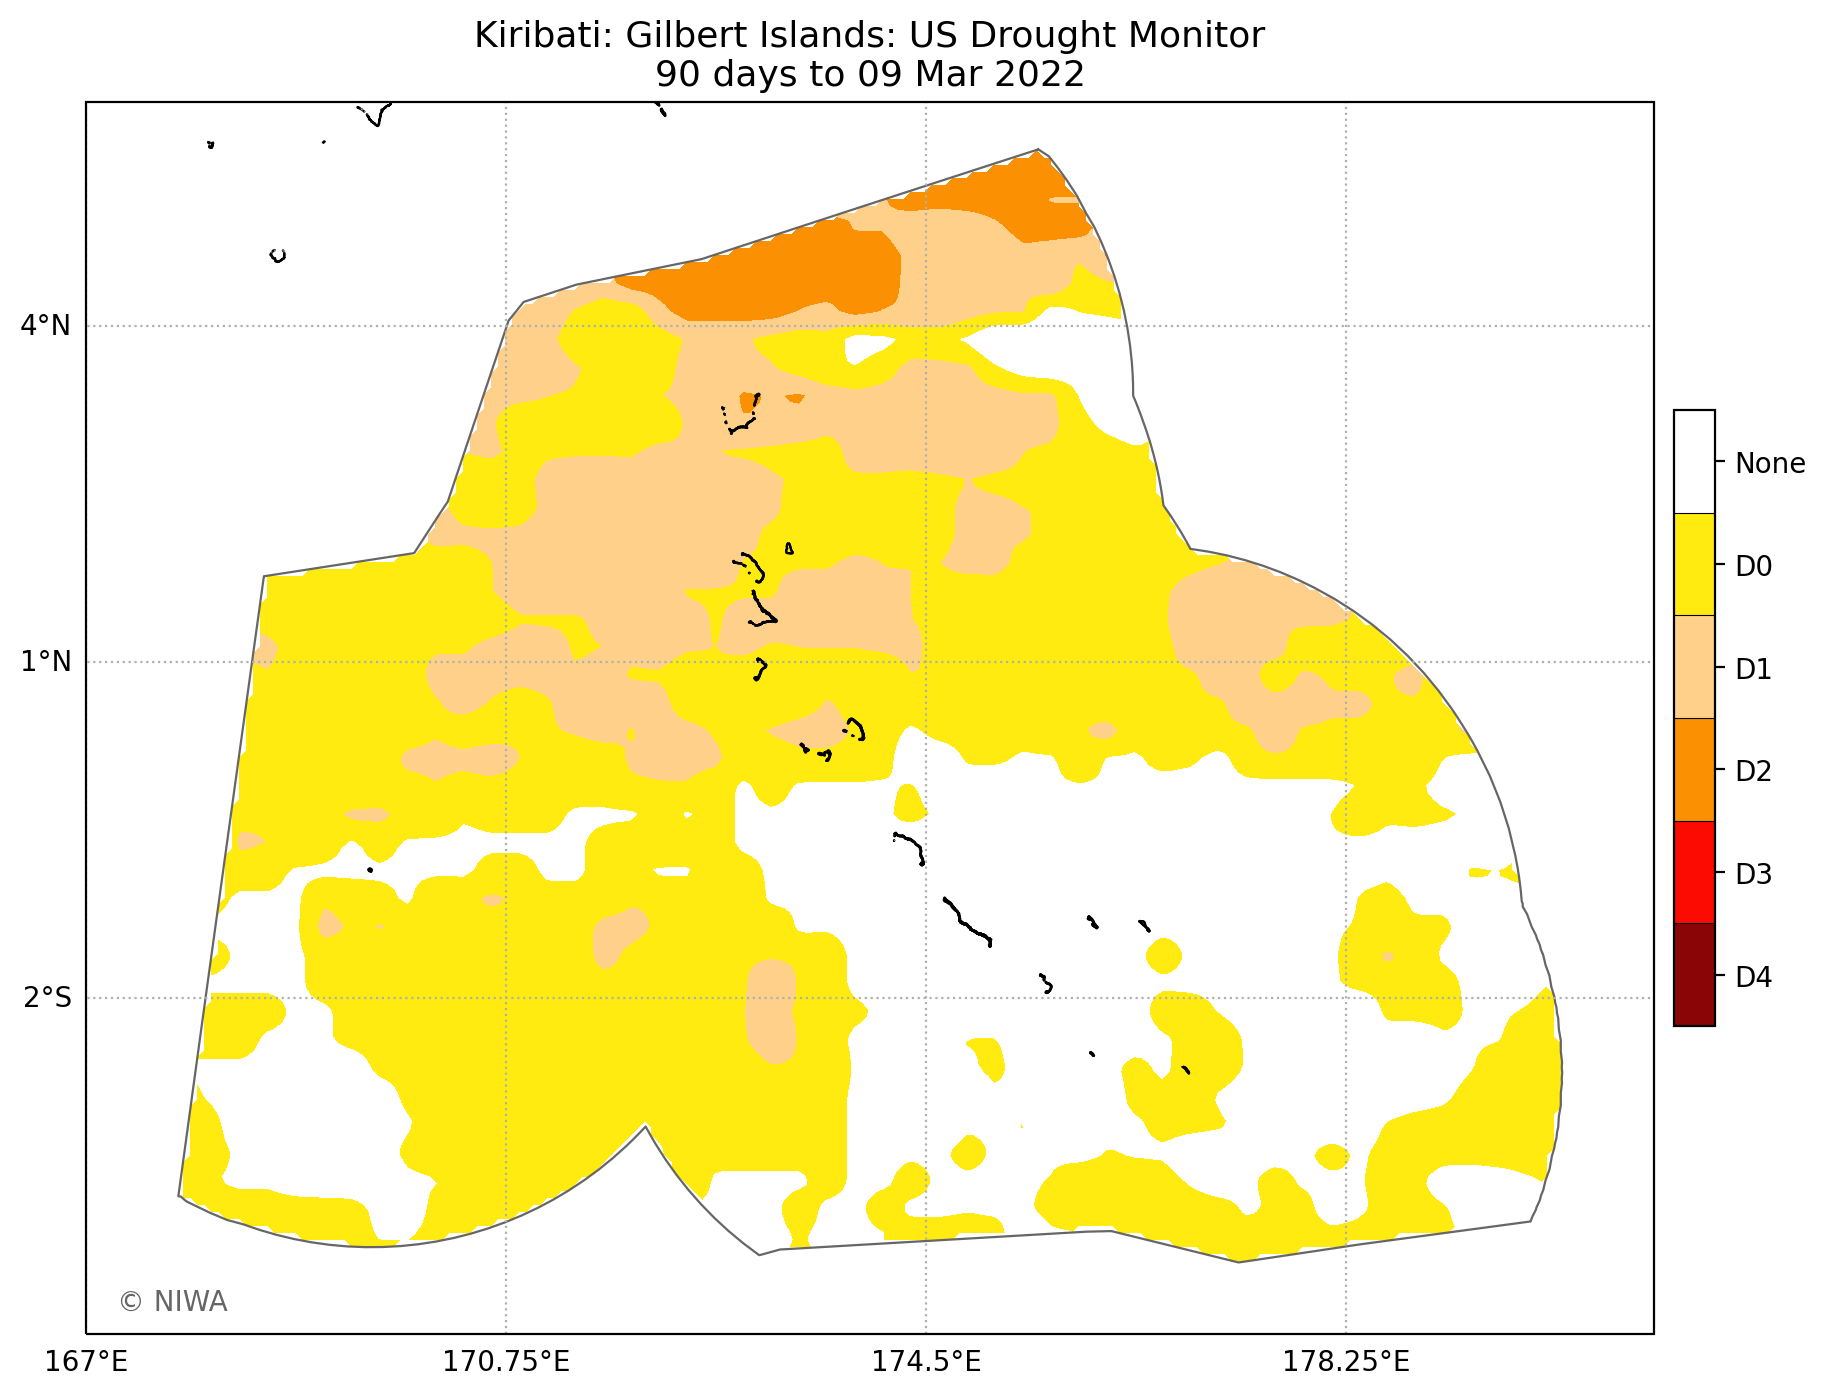 Kiribati: Gilbert Islands: US Drought Monitor
90 days to 09 Mar 2022
4°N
1°N
2°S
167°E
170.75°E
174.5°E
178.25°E
None
D0
D1
D2
D3
D4
© NIWA